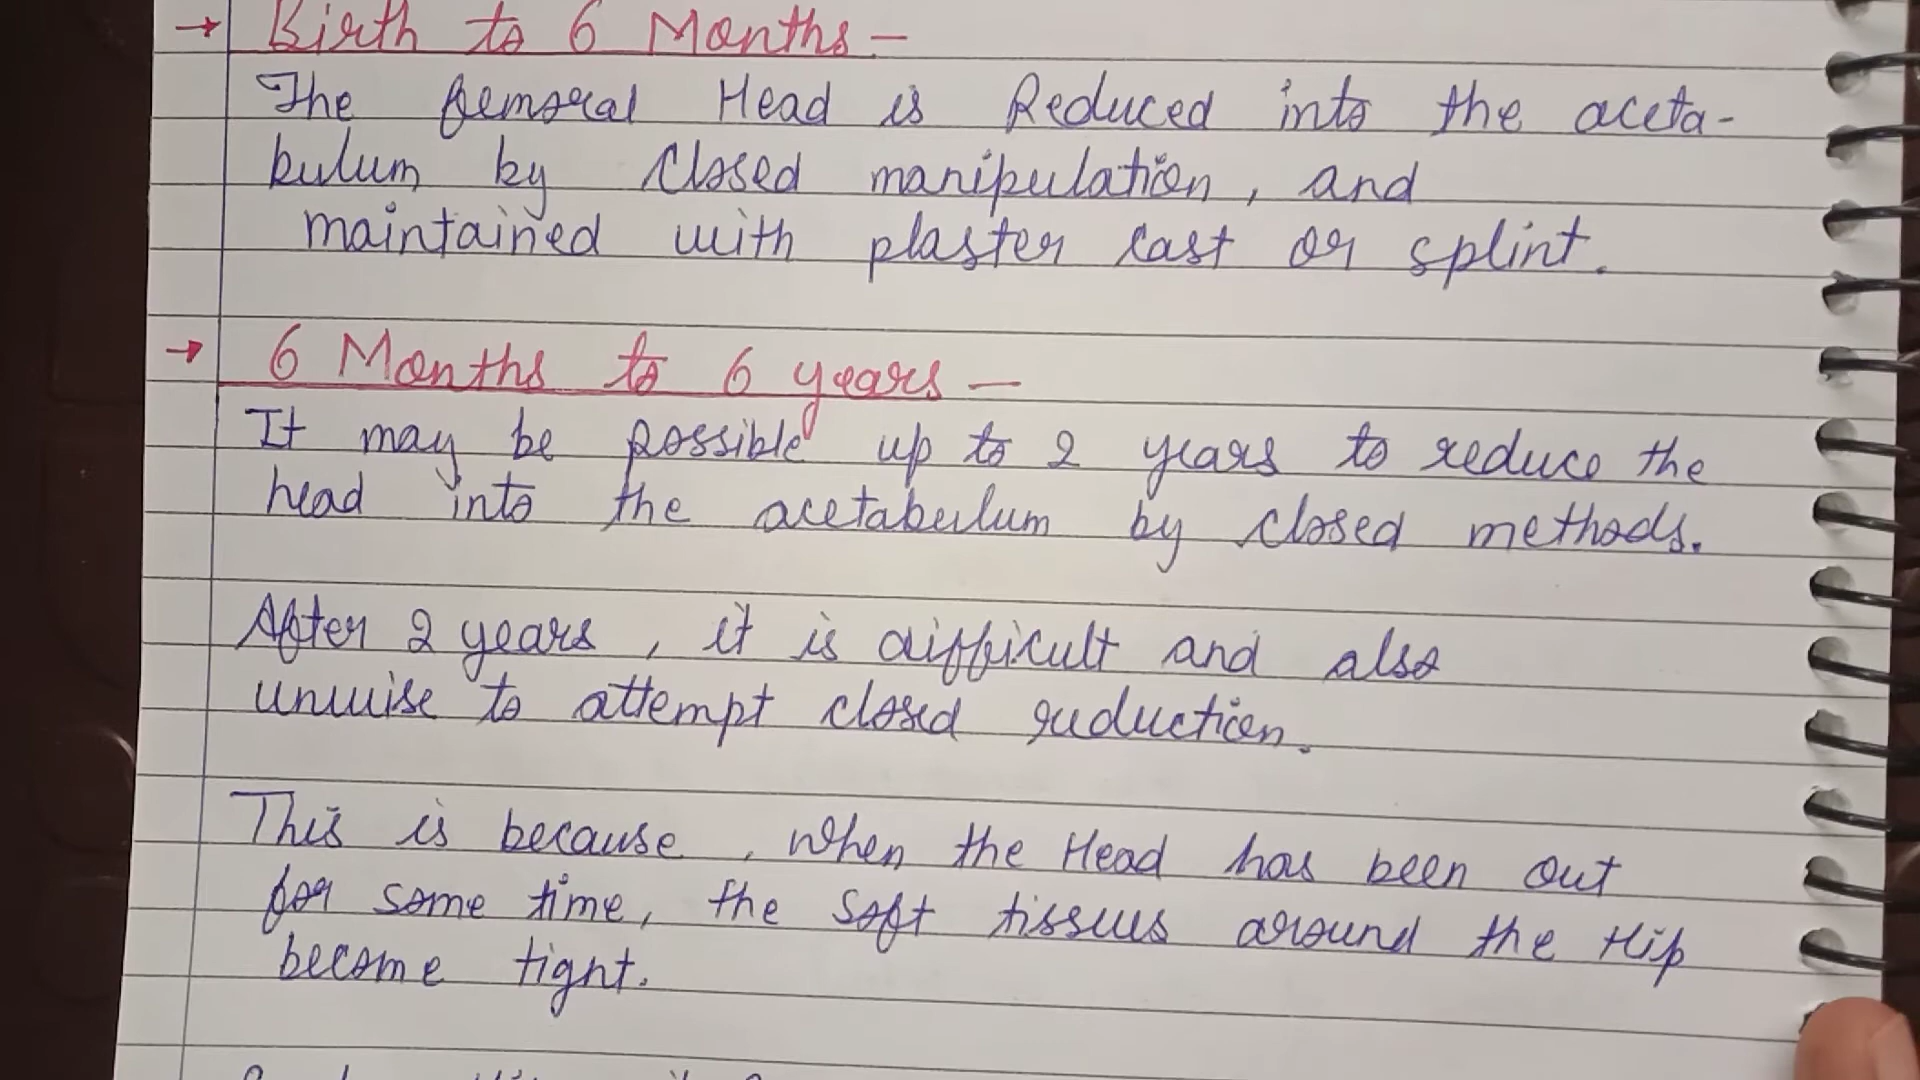 → Birth to 6 Months -
The femoral Head is Reduced into the aceta-
bulum by Closed manipulation, and
maintained with plaster cast or splint.
→ 6 Months to 6 years -
It may be possible up to 2 years to reduce the
head into the acetabulum by closed methods.
After 2 years, it is difficult and also
unwise to attempt closed reduction.
This is because, when the Head has been out
for some time, the soft tissues around the Hip
become tight.